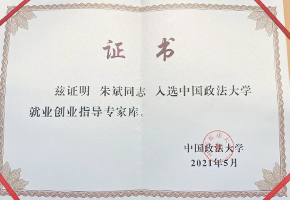 证书
兹证明 朱斌同志 入选中国政法大学
就业创业指导专家库。
中国政法大学
2021年5月